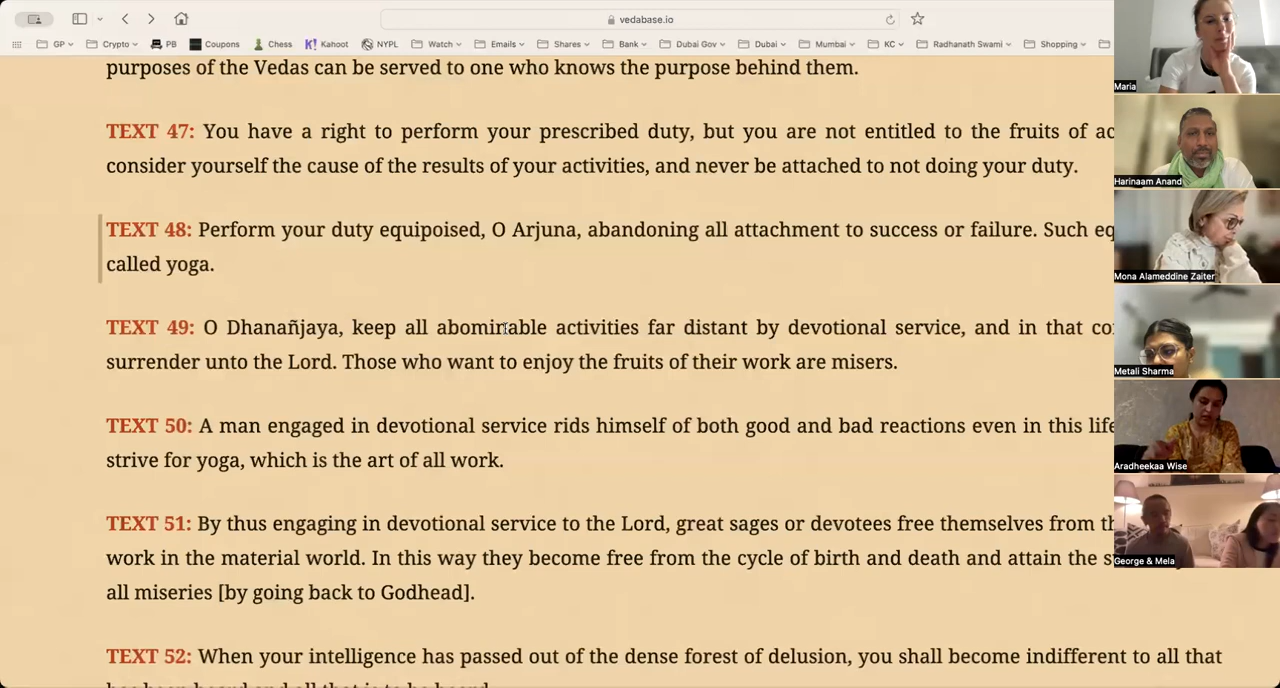 vedabase.io
GP
Crypto
PB
Coupons
Chess
Kahoot
NYPL
Watch
Emails
Shares
Bank
Dubai Gov
Dubai
Mumbai
KC
Radhanath Swami
Shopping
purposes of the Vedas can be served to one who knows the purpose behind them.
TEXT 47: You have a right to perform your prescribed duty, but you are not entitled to the fruits of ac
consider yourself the cause of the results of your activities, and never be attached to not doing your duty.
TEXT 48: Perform your duty equipoised, O Arjuna, abandoning all attachment to success or failure. Such eq
called yoga.
TEXT 49: O Dhanañjaya, keep all abominable activities far distant by devotional service, and in that co
surrender unto the Lord. Those who want to enjoy the fruits of their work are misers.
TEXT 50: A man engaged in devotional service rids himself of both good and bad reactions even in this life
strive for yoga, which is the art of all work.
TEXT 51: By thus engaging in devotional service to the Lord, great sages or devotees free themselves from th
work in the material world. In this way they become free from the cycle of birth and death and attain the s
all miseries [by going back to Godhead].
TEXT 52: When your intelligence has passed out of the dense forest of delusion, you shall become indifferent to all that
Maria
Harinaam Anand
Mona Alameddine Zaiter
Metali Sharma
Aradheekaa Wise
George & Mela